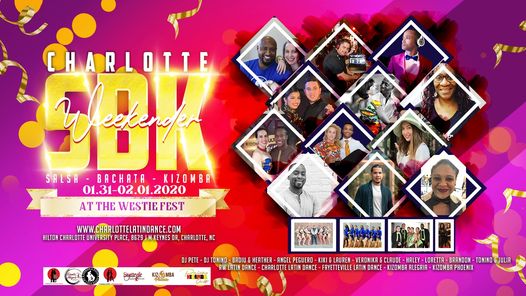 CHARLOTTE
SBK
Weekender
SALSA - BACHATA - KIZOMBA
01.31-02.01.2020
AT THE WESTIE FEST
WWW.CHARLOTTELATINDANCE.COM
HILTON CHARLOTTE UNIVERSITY PLACE, 8629 J M KEYNES DR, CHARLOTTE, NC
DJ PETE - DJ TONINO - BADIU & HEATHER - ANGEL PEGUERO - KIKI & LAUREN - VERONIKA & CLAUDE - HALEY - LORETTA - BRANDON - TONINO & JULIA
RW LATIN DANCE - CHARLOTTE LATIN DANCE - FAYETTEVILLE LATIN DANCE - KIZOMBA ALEGRIA - KIZOMBA PHOENIX